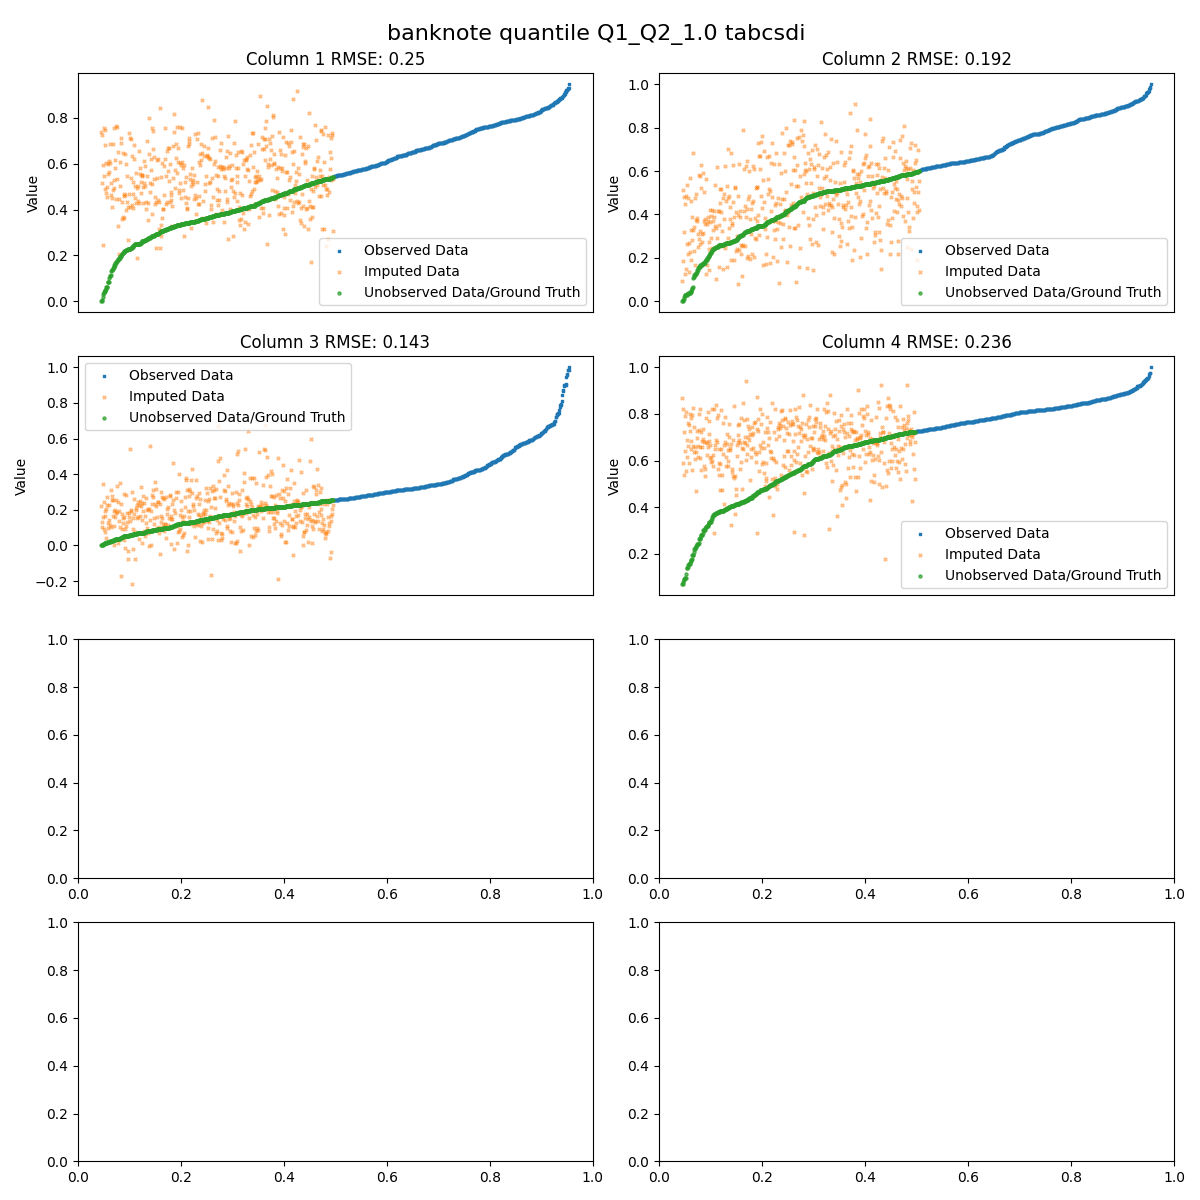 banknote quantile Q1_Q2_1.0 tabcsdi
Column 1 RMSE: 0.25
Value
0.8
0.6
0.4
0.2
0.0
Observed Data
Imputed Data
Unobserved Data/Ground Truth
Column 2 RMSE: 0.192
Value
1.0
0.8
0.6
0.4
0.2
0.0
Observed Data
Imputed Data
Unobserved Data/Ground Truth
Column 3 RMSE: 0.143
Value
1.0
0.8
0.6
0.4
0.2
0.0
−0.2
Observed Data
Imputed Data
Unobserved Data/Ground Truth
Column 4 RMSE: 0.236
Value
1.0
0.8
0.6
0.4
0.2
Observed Data
Imputed Data
Unobserved Data/Ground Truth
1.0
0.8
0.6
0.4
0.2
0.0
0.0 0.2 0.4 0.6 0.8 1.0
1.0
0.8
0.6
0.4
0.2
0.0
0.0 0.2 0.4 0.6 0.8 1.0
1.0
0.8
0.6
0.4
0.2
0.0
0.0 0.2 0.4 0.6 0.8 1.0
1.0
0.8
0.6
0.4
0.2
0.0
0.0 0.2 0.4 0.6 0.8 1.0